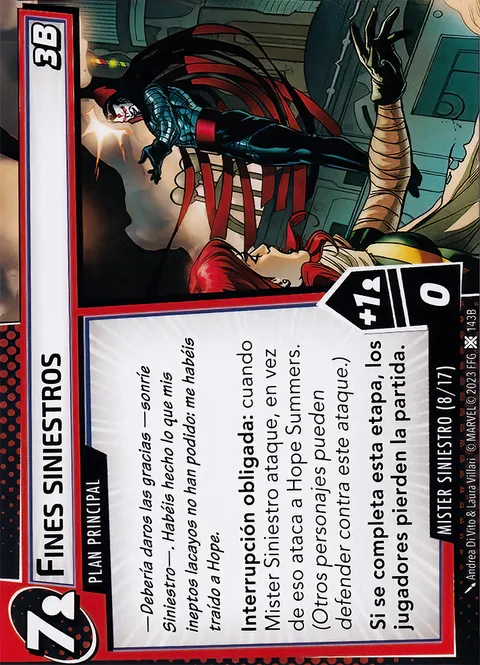 7
FINES SINIESTROS
3B
PLAN PRINCIPAL
—Debería daros las gracias —sonríe
Siniestro—. Habéis hecho lo que mis
ineptos lacayos no han podido: me habéis
traído a Hope.
Interrupción obligada: cuando
Mister Siniestro ataque, en vez
de eso ataca a Hope Summers.
(Otros personajes pueden
defender contra este ataque.)
Si se completa esta etapa, los
jugadores pierden la partida.
+1
0
MISTER SINIESTRO (8/17)
Andrea Di Vito & Laura Villari © MARVEL © 2023 FFG 143B